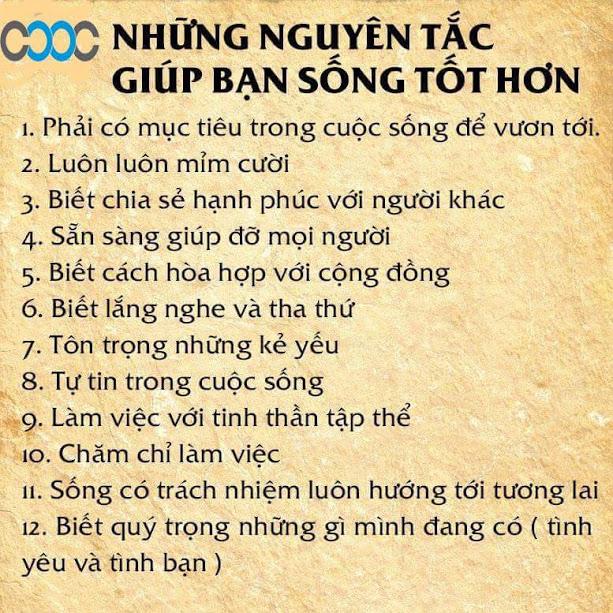 COOC
NHỮNG NGUYÊN TẮC
GIÚP BẠN SỐNG TỐT HƠN
1. Phải có mục tiêu trong cuộc sống để vươn tới.
2. Luôn luôn mỉm cười
3. Biết chia sẻ hạnh phúc với người khác
4. Sẵn sàng giúp đỡ mọi người
5. Biết cách hòa hợp với cộng đồng
6. Biết lắng nghe và tha thứ
7. Tôn trọng những kẻ yếu
8. Tự tin trong cuộc sống
9. Làm việc với tinh thần tập thể
10. Chăm chỉ làm việc
11. Sống có trách nhiệm luôn hướng tới tương lai
12. Biết quý trọng những gì mình đang có ( tình
yêu và tình bạn )